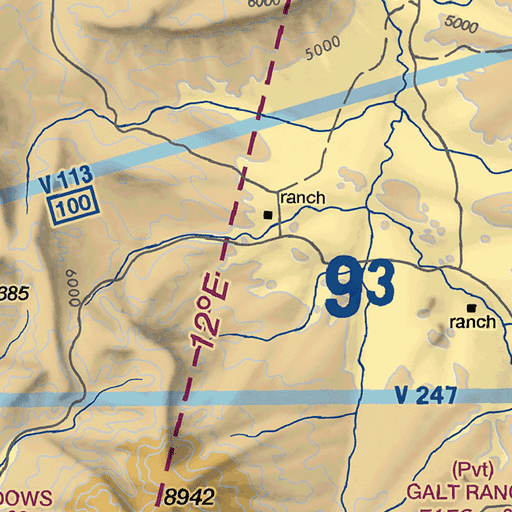 6000
5000
5000
V 113
100
ranch
6000
385
12°E
93
ranch
V 247
8942
(Pvt)
GALT RANC
DOWS